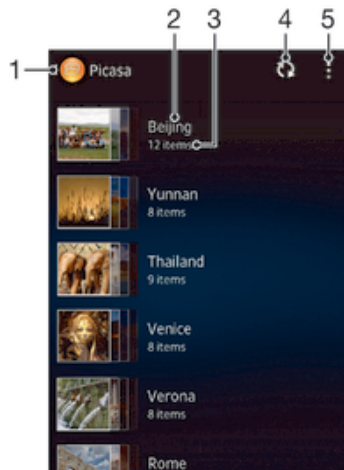 2 3 4 5
1 Picasa
Beijing
12 items
Yunnan
8 items
Thailand
9 items
Venice
8 items
Verona
8 items
Rome